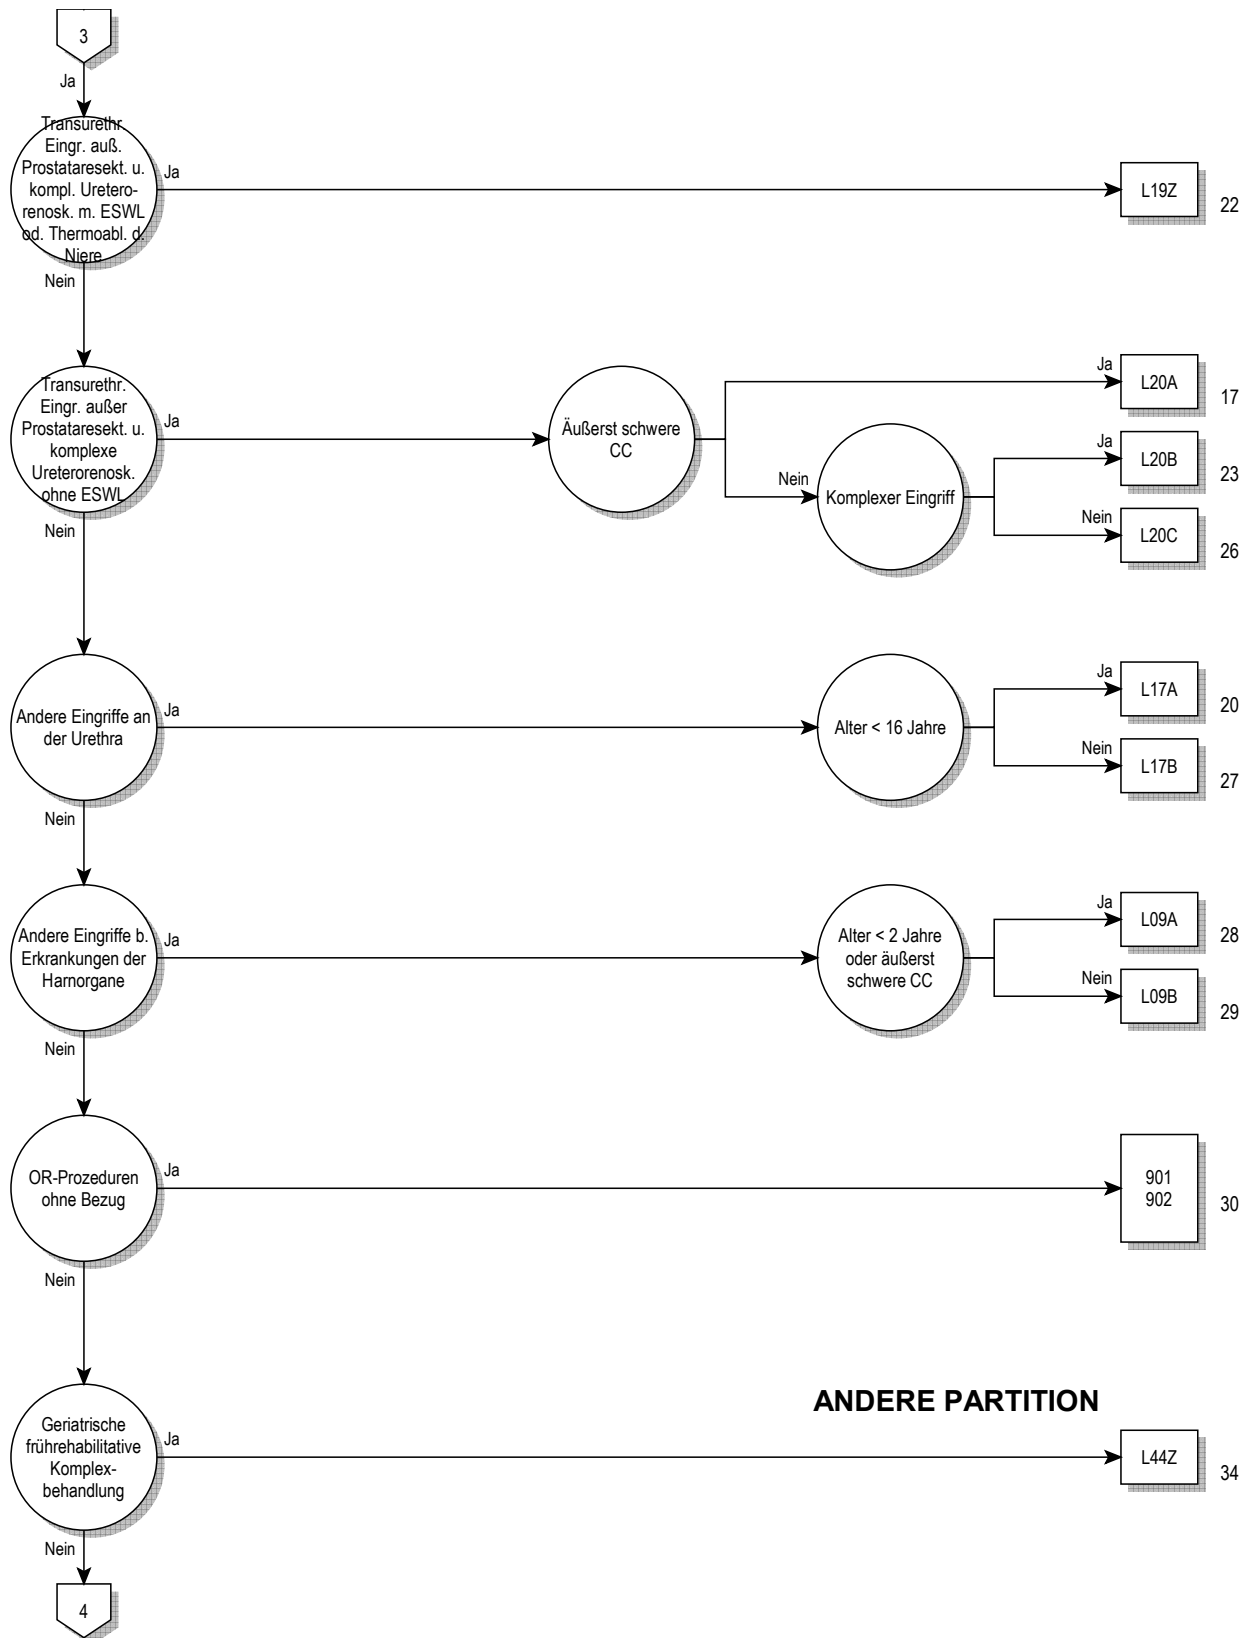 3
Ja
Transurethr.
Eingr. auß.
Prostataresekt. u.
kompl. Uretero-
renosk. m. ESWL
od. Thermoabl. d.
Niere
Ja
L19Z
22
Nein
Transurethr.
Eingr. außer
Prostataresekt. u.
komplexe
Ureterorenosk.
ohne ESWL
Ja
Äußerst schwere
CC
Ja
L20A
17
Nein
Komplexer Eingriff
Ja
L20B
23
Nein
L20C
26
Nein
Andere Eingriffe an
der Urethra
Ja
Alter < 16 Jahre
Ja
L17A
20
Nein
L17B
27
Nein
Andere Eingriffe b.
Erkrankungen der
Harnorgane
Ja
Alter < 2 Jahre
oder äußerst
schwere CC
Ja
L09A
28
Nein
L09B
29
Nein
OR-Prozeduren
ohne Bezug
Ja
901
902
30
Nein
ANDERE PARTITION
Geriatrische
frührehabilitative
Komplex-
behandlung
Ja
L44Z
34
Nein
4